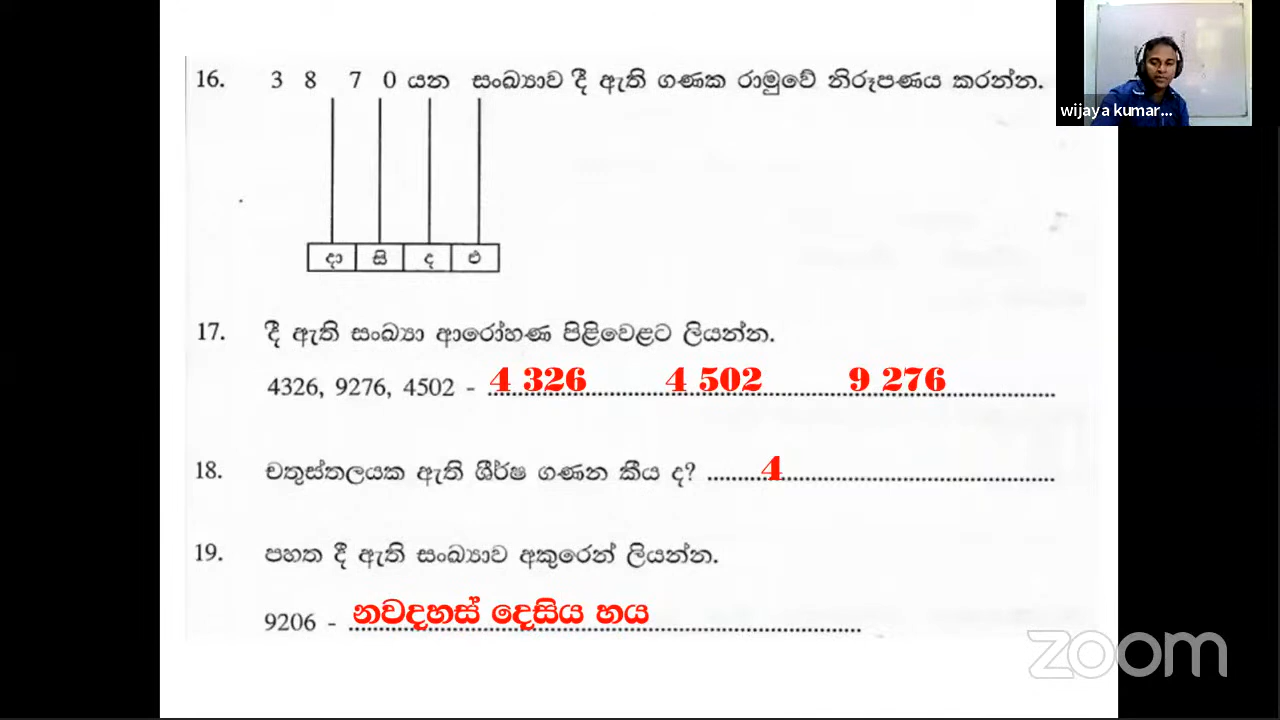 16. 3 8 7 0 යන සංඛ්‍යාව දී ඇති ගණක රාමුවේ නිරූපණය කරන්න.
wijaya kumar...
දා සි ද එ
17. දී ඇති සංඛ්‍යා ආරෝහණ පිළිවෙළට ලියන්න.
4326, 9276, 4502 - 4 326 4 502 9 276
18. චතුස්තලයක ඇති ශීර්ෂ ගණන කීය ද? 4
19. පහත දී ඇති සංඛ්‍යාව අකුරෙන් ලියන්න.
9206 - නවදහස් දෙසිය හය
zoom